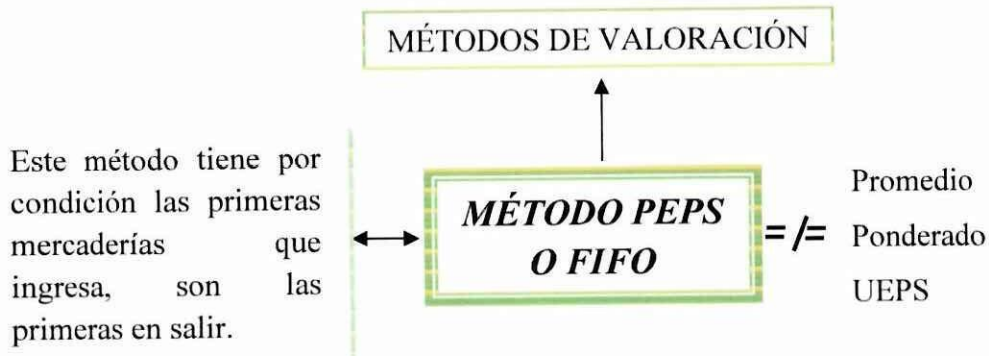 MÉTODOS DE VALORACIÓN
Este método tiene por
condición las primeras
mercaderías que
ingresa, son las
primeras en salir.
MÉTODO PEPS
O FIFO
=/=
Promedio
Ponderado
UEPS